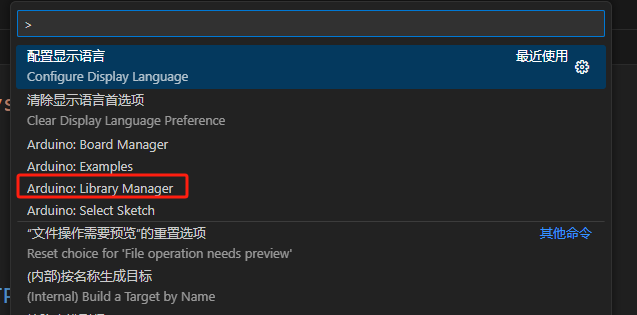 >
配置显示语言
最近使用
Configure Display Language
清除显示语言首选项
Clear Display Language Preference
Arduino: Board Manager
Arduino: Examples
Arduino: Library Manager
Arduino: Select Sketch
“文件操作需要预览”的重置选项
其他命令
Reset choice for 'File operation needs preview'
(内部)按名称生成目标
(Internal) Build a Target by Name